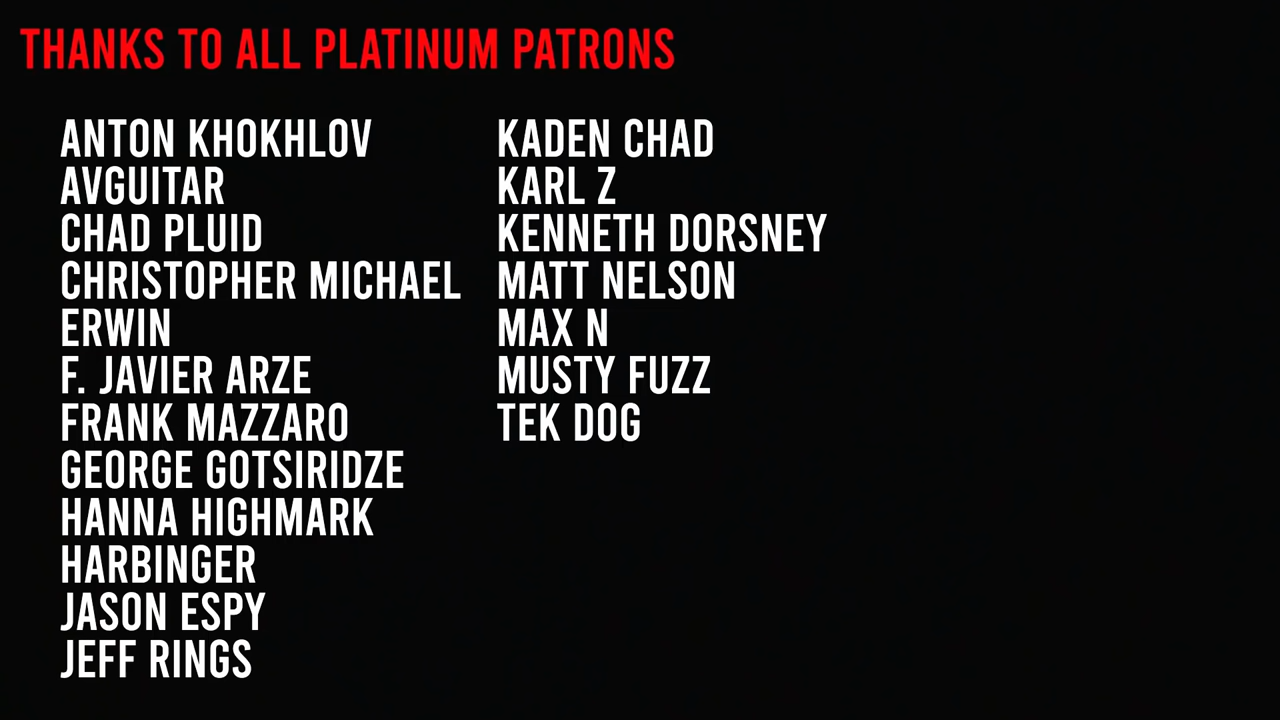 THANKS TO ALL PLATINUM PATRONS
ANTON KHOKHLOV
AVGUITAR
CHAD PLUID
CHRISTOPHER MICHAEL
ERWIN
F. JAVIER ARZE
FRANK MAZZARO
GEORGE GOTSIRIDZE
HANNA HIGHMARK
HARBINGER
JASON ESPY
JEFF RINGS
KADEN CHAD
KARL Z
KENNETH DORSNEY
MATT NELSON
MAX N
MUSTY FUZZ
TEK DOG